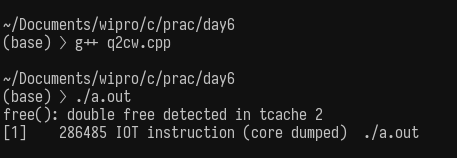 ~/Documents/wipro/c/prac/day6
(base) > g++ q2cw.cpp
~/Documents/wipro/c/prac/day6
(base) > ./a.out
free(): double free detected in tcache 2
[1]    286485 IOT instruction (core dumped)  ./a.out